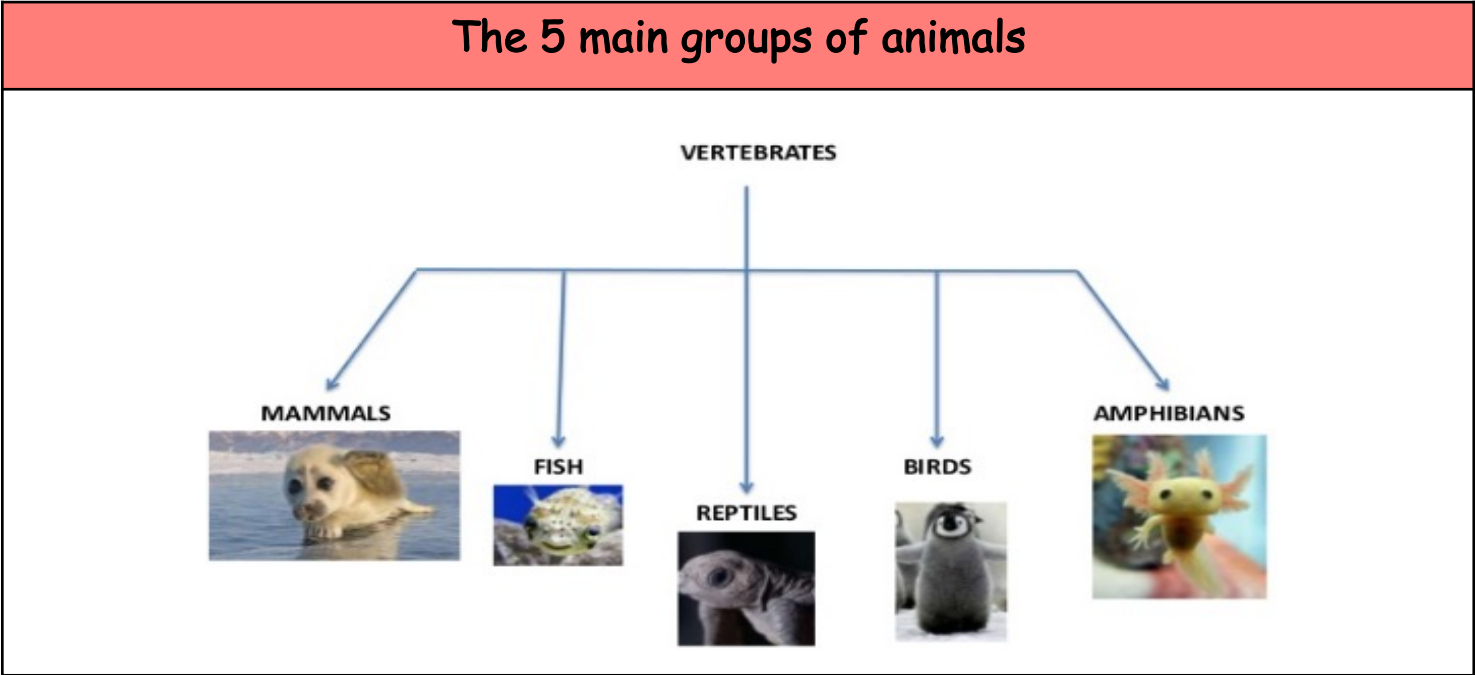 The 5 main groups of animals
VERTEBRATES
MAMMALS
FISH
REPTILES
BIRDS
AMPHIBIANS